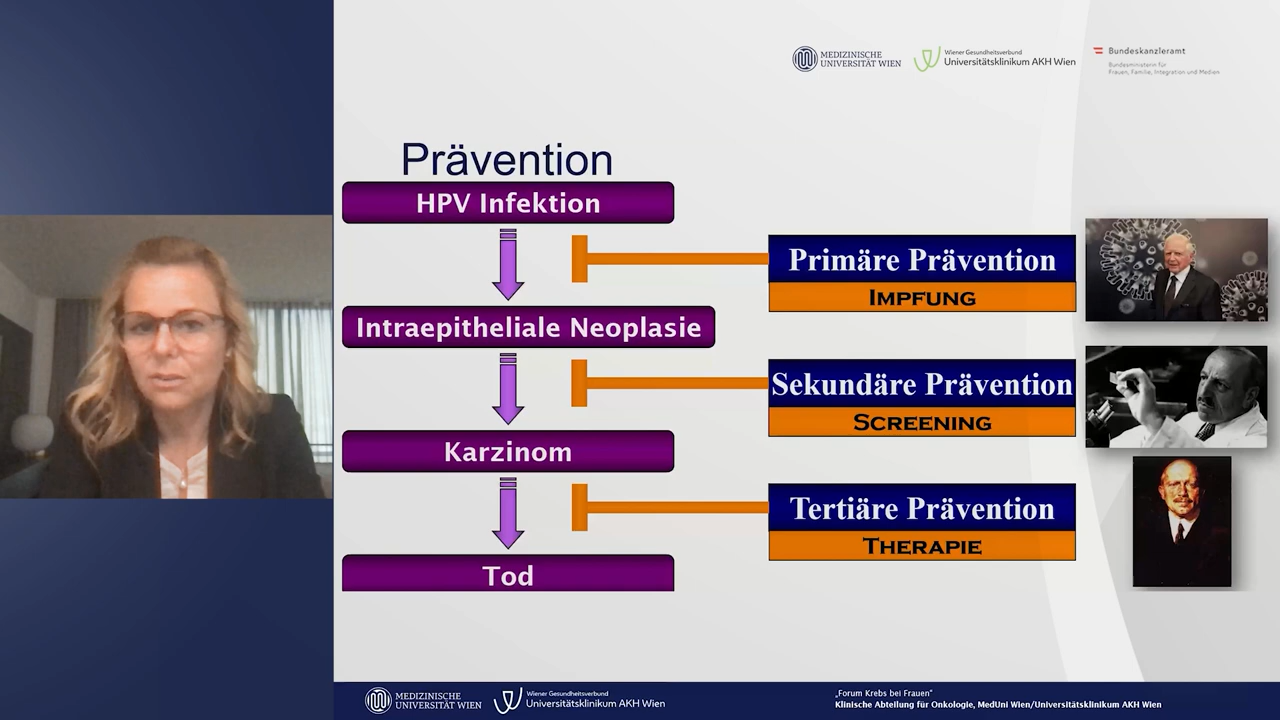 MEDIZINISCHE
UNIVERSITÄT WIEN
Wiener Gesundheitsverbund
Universitätsklinikum AKH Wien
Bundeskanzleramt
Bundesministerin für
Frauen, Familie, Integration und Medien
Prävention
HPV Infektion
Primäre Prävention
IMPFUNG
Intraepitheliale Neoplasie
Sekundäre Prävention
SCREENING
Karzinom
Tertiäre Prävention
THERAPIE
Tod
MEDIZINISCHE
UNIVERSITÄT WIEN
Wiener Gesundheitsverbund
Universitätsklinikum AKH Wien
„Forum Krebs bei Frauen“
Klinische Abteilung für Onkologie, MedUni Wien/Universitätsklinikum AKH Wien